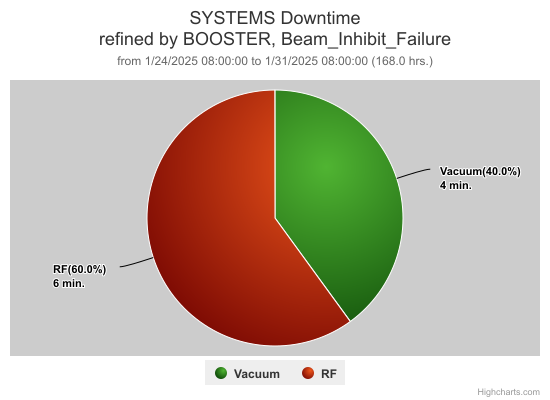 SYSTEMS Downtime
refined by BOOSTER, Beam_Inhibit_Failure
from 1/24/2025 08:00:00 to 1/31/2025 08:00:00 (168.0 hrs.)
Vacuum(40.0%)
4 min.
RF(60.0%)
6 min.
Vacuum
RF
Highcharts.com